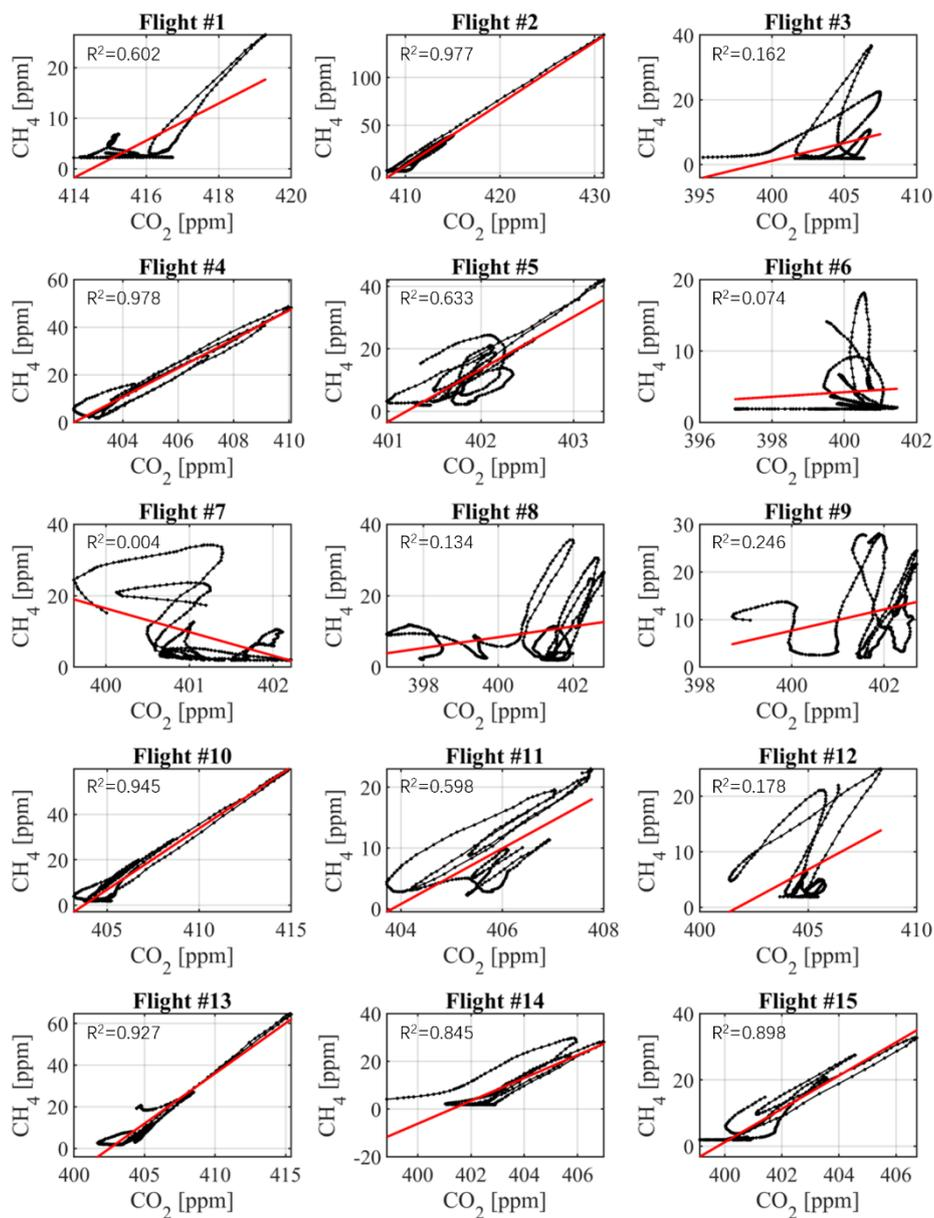 Flight #1 Flight #2 Flight #3
R²=0.602 R²=0.977 R²=0.162
CH₄ [ppm] CH₄ [ppm] CH₄ [ppm]
20 10 0 100 50 0 40 20 0
414 416 418 420 410 420 430 395 400 405 410
CO₂ [ppm] CO₂ [ppm] CO₂ [ppm]
Flight #4 Flight #5 Flight #6
R²=0.978 R²=0.633 R²=0.074
CH₄ [ppm] CH₄ [ppm] CH₄ [ppm]
60 40 20 0 40 20 0 20 10 0
404 406 408 410 401 402 403 396 398 400 402
CO₂ [ppm] CO₂ [ppm] CO₂ [ppm]
Flight #7 Flight #8 Flight #9
R²=0.004 R²=0.134 R²=0.246
CH₄ [ppm] CH₄ [ppm] CH₄ [ppm]
40 20 0 40 20 0 30 20 10 0
400 401 402 398 400 402 398 400 402
CO₂ [ppm] CO₂ [ppm] CO₂ [ppm]
Flight #10 Flight #11 Flight #12
R²=0.945 R²=0.598 R²=0.178
CH₄ [ppm] CH₄ [ppm] CH₄ [ppm]
40 20 0 20 10 0 20 10 0
405 410 415 404 406 408 400 405 410
CO₂ [ppm] CO₂ [ppm] CO₂ [ppm]
Flight #13 Flight #14 Flight #15
R²=0.927 R²=0.845 R²=0.898
CH₄ [ppm] CH₄ [ppm] CH₄ [ppm]
60 40 20 0 40 20 0 -20 40 20 0
400 405 410 415 400 402 404 406 400 402 404 406
CO₂ [ppm] CO₂ [ppm] CO₂ [ppm]